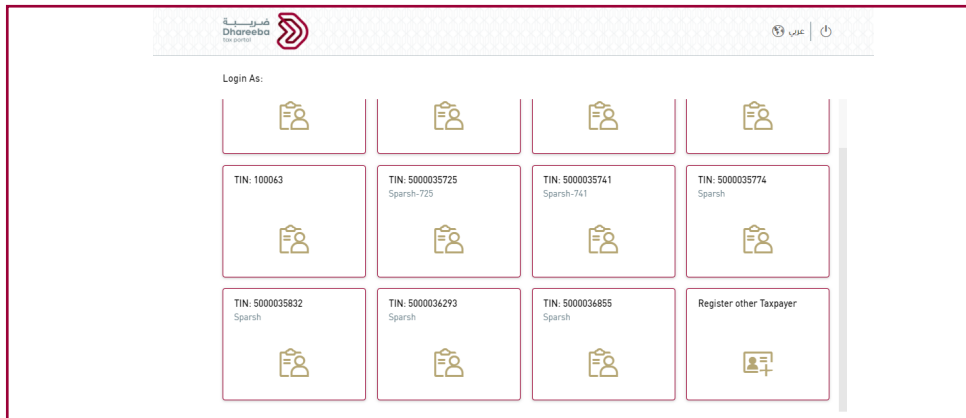 ضريبة
Dhareeba
tax portal
عربي
Login As:
TIN: 100063
TIN: 5000035725
Sparsh-725
TIN: 5000035741
Sparsh-741
TIN: 5000035774
Sparsh
TIN: 5000035832
Sparsh
TIN: 5000036293
Sparsh
TIN: 5000036855
Sparsh
Register other Taxpayer